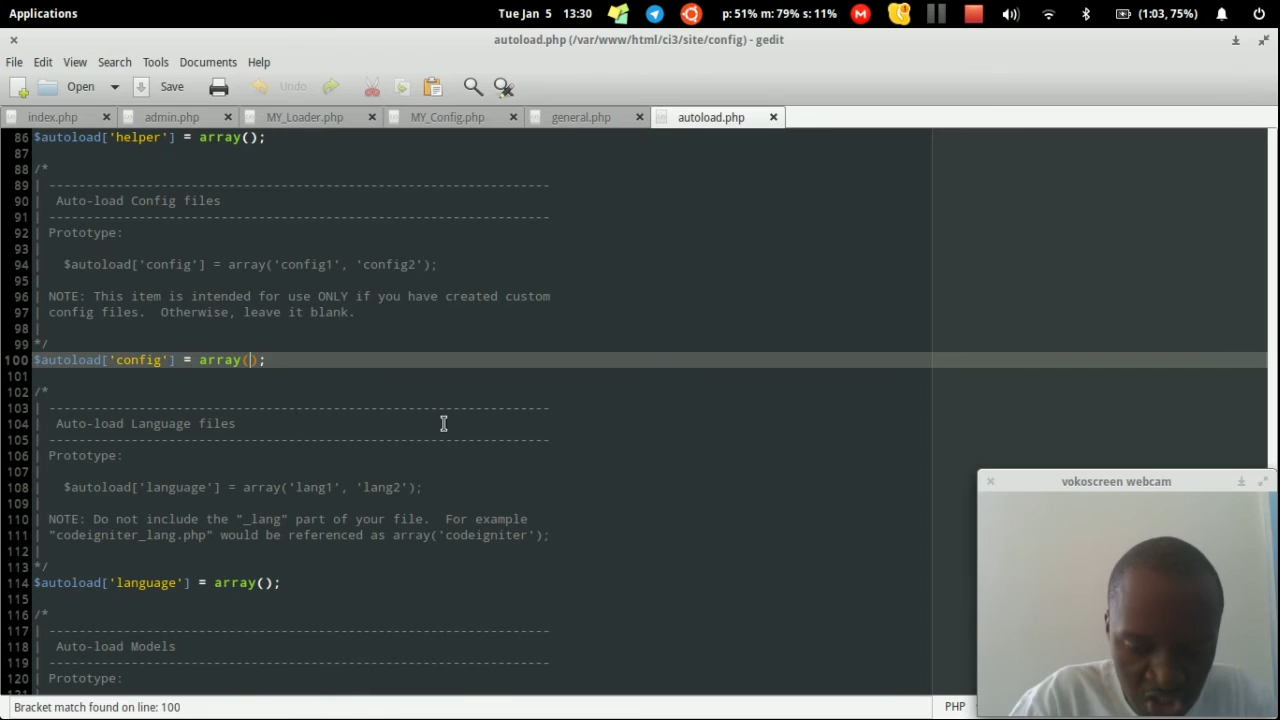 Applications
Tue Jan 5 13:30
p: 51% m: 79% s: 11%
(1:03, 75%)
autoload.php (/var/www/html/ci3/site/config) - gedit
File Edit View Search Tools Documents Help
Open Save Undo
index.php admin.php MY_Loader.php MY_Config.php general.php autoload.php
86 $autoload['helper'] = array();
87
88 /*
89 | -------------------------------------------------------------------
90 |  Auto-load Config files
91 | -------------------------------------------------------------------
92 | Prototype:
93 |
94 |   $autoload['config'] = array('config1', 'config2');
95 |
96 | NOTE: This item is intended for use ONLY if you have created custom
97 | config files.  Otherwise, leave it blank.
98 |
99 */
100 $autoload['config'] = array();
101
102 /*
103 | -------------------------------------------------------------------
104 |  Auto-load Language files
105 | -------------------------------------------------------------------
106 | Prototype:
107 |
108 |   $autoload['language'] = array('lang1', 'lang2');
109 |
110 | NOTE: Do not include the "_lang" part of your file.  For example
111 | "codeigniter_lang.php" would be referenced as array('codeigniter');
112 |
113 */
114 $autoload['language'] = array();
115
116 /*
117 | -------------------------------------------------------------------
118 |  Auto-load Models
119 | -------------------------------------------------------------------
120 | Prototype:
vokoscreen webcam
Bracket match found on line: 100
PHP